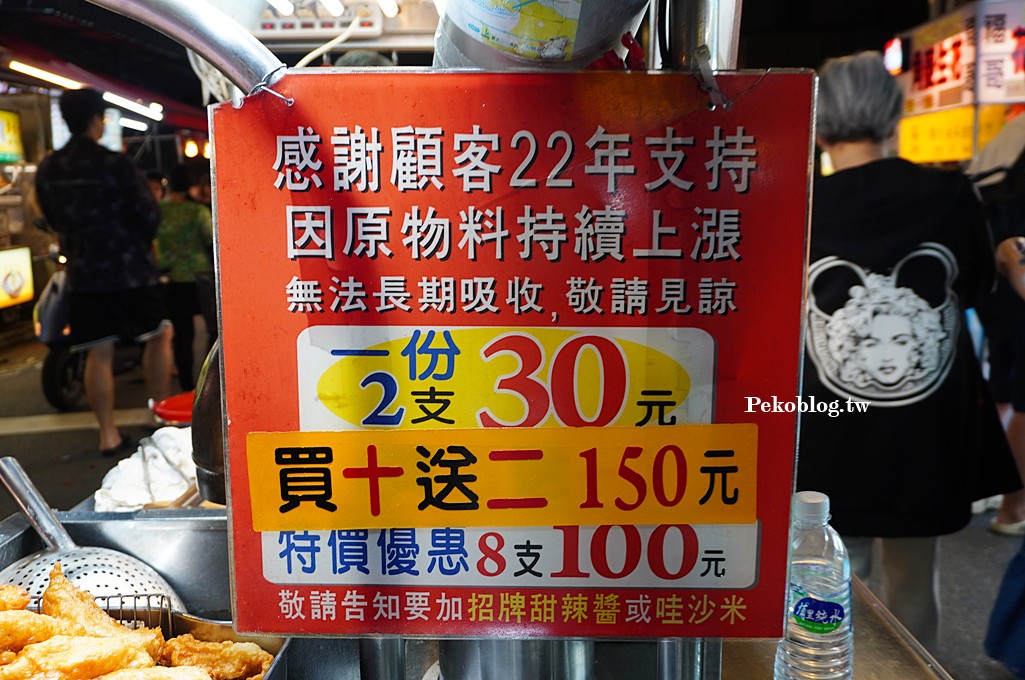 感謝顧客22年支持
因原物料持續上漲
無法長期吸收,敬請見諒
一份
2支 30元
買十送二 150元
特價優惠 8支 100元
敬請告知要加招牌甜辣醬或哇沙米
Pekoblog.tw